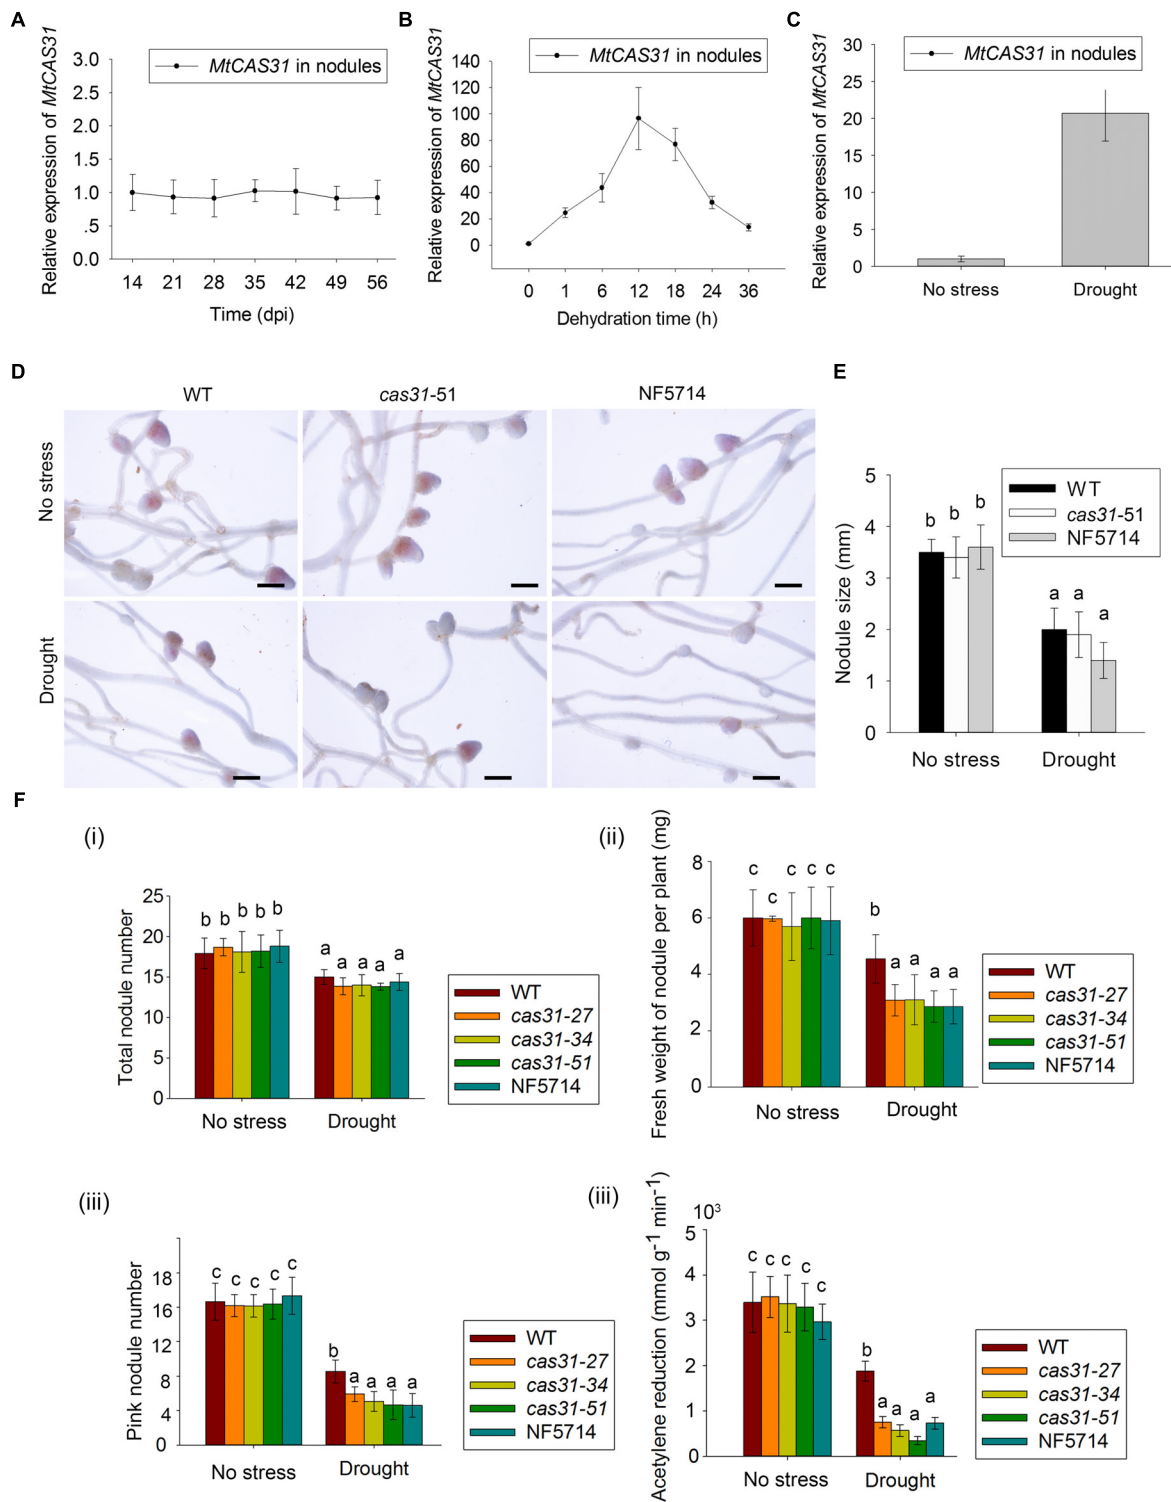 A
Relative expression of MtCAS31
3.0
2.5
2.0
1.5
1.0
.5
0.0
MtCAS31 in nodules
14 21 28 35 42 49 56
Time (dpi)
B
Relative expression of MtCAS31
140
120
100
80
60
40
20
0
MtCAS31 in nodules
0 1 6 12 18 24 36
Dehydration time (h)
C
Relative expression of MtCAS31
30
25
20
15
10
5
0
MtCAS31 in nodules
No stress Drought
D
WT cas31-51 NF5714
No stress
Drought
E
Nodule size (mm)
5
4
3
2
1
0
WT
cas31-51
NF5714
b b b
a a a
No stress Drought
F
(i)
Total nodule number
25
20
15
10
5
0
b b b b b
a a a a a
No stress Drought
WT
cas31-27
cas31-34
cas31-51
NF5714
(ii)
Fresh weight of nodule per plant (mg)
8
6
4
2
0
c c c c c
b a a a a
No stress Drought
WT
cas31-27
cas31-34
cas31-51
NF5714
(iii)
Pink nodule number
18
16
12
8
4
0
c c c c c
b a a a a
No stress Drought
WT
cas31-27
cas31-34
cas31-51
NF5714
(iii)
Acetylene reduction (mmol g-1 min-1)
10³
5
4
3
2
1
0
c c c c c
b a a a a
No stress Drought
WT
cas31-27
cas31-34
cas31-51
NF5714